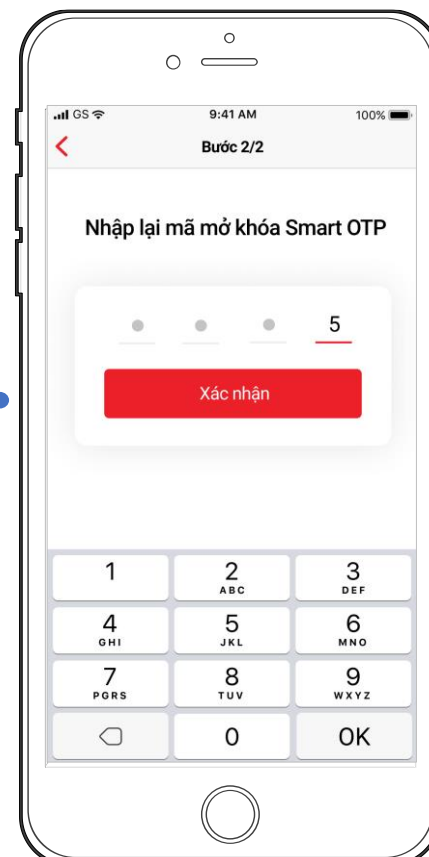 GS 9:41 AM 100%
Bước 2/2
Nhập lại mã mở khóa Smart OTP
5
Xác nhận
1 2 3
ABC DEF
4 5 6
GHI JKL MNO
7 8 9
PGRS TUV WXYZ
0 OK